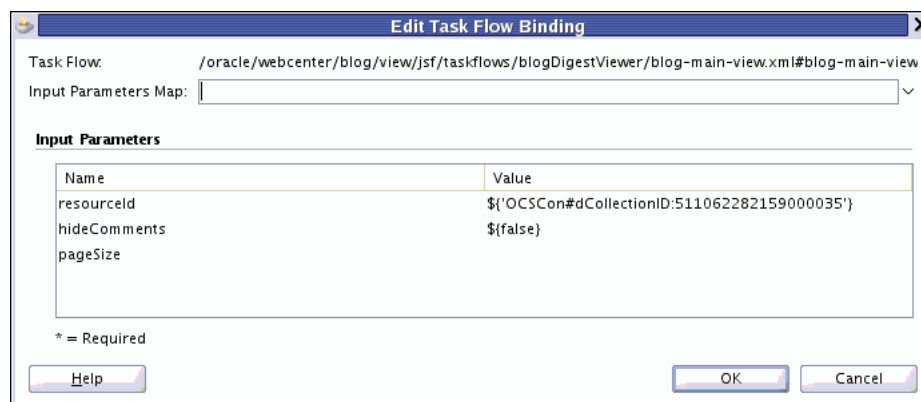 Edit Task Flow Binding
Task Flow: /oracle/webcenter/blog/view/jsf/taskflows/blogDigestViewer/blog-main-view.xml#blog-main-view
Input Parameters Map:
Input Parameters
Name Value
resourceId ${'OCSCon#dCollectionID:511062282159000035'}
hideComments ${false}
pageSize
* = Required
Help OK Cancel